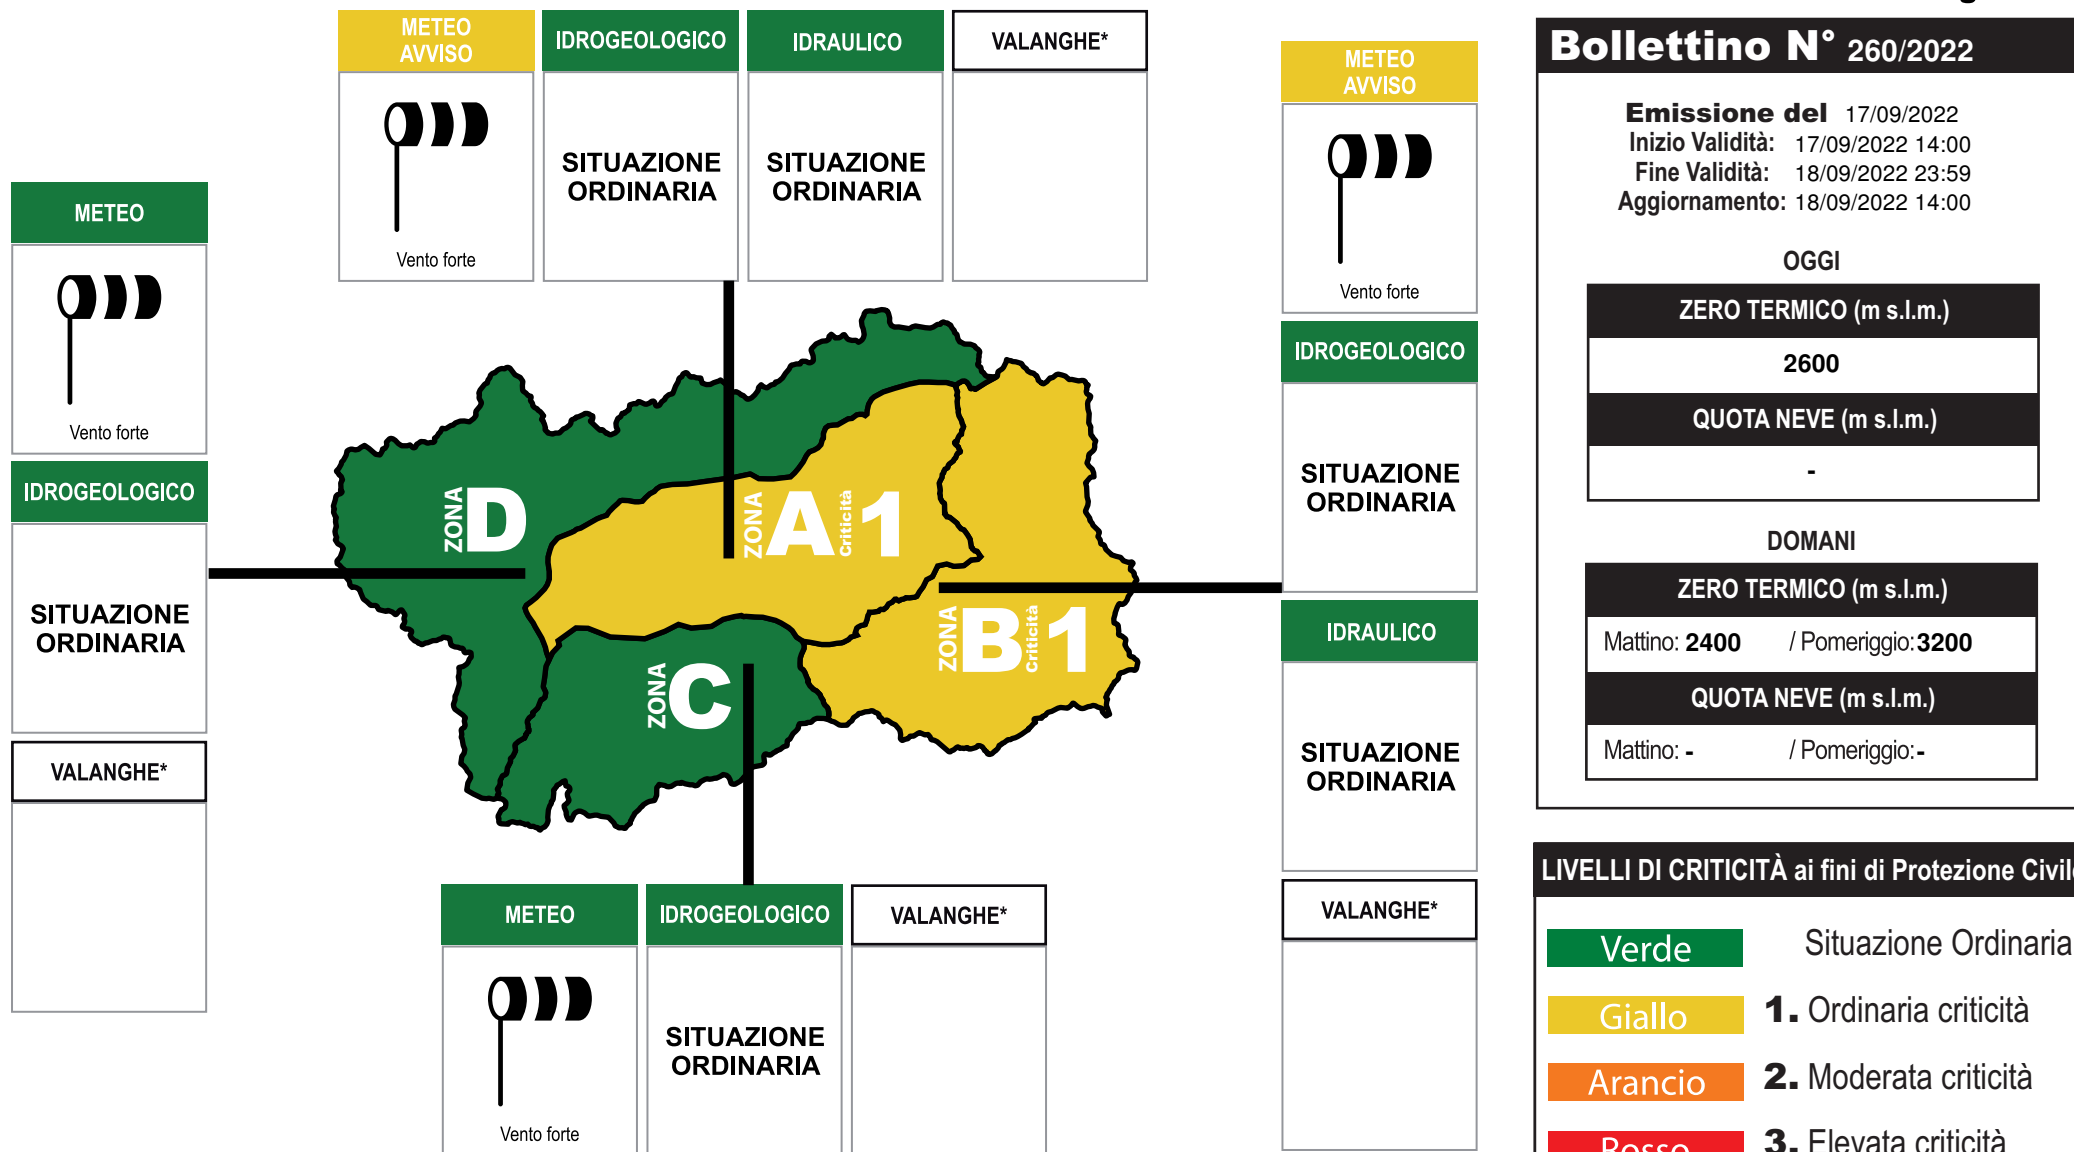 METEO
AVVISO
IDROGEOLOGICO
IDRAULICO
VALANGHE*
Vento forte
SITUAZIONE
ORDINARIA
SITUAZIONE
ORDINARIA
METEO
Vento forte
IDROGEOLOGICO
SITUAZIONE
ORDINARIA
VALANGHE*
ZONA D
ZONA A Criticità 1
ZONA B Criticità 1
ZONA C
METEO
AVVISO
Vento forte
IDROGEOLOGICO
SITUAZIONE
ORDINARIA
IDRAULICO
SITUAZIONE
ORDINARIA
VALANGHE*
METEO
IDROGEOLOGICO
VALANGHE*
Vento forte
SITUAZIONE
ORDINARIA
Bollettino N° 260/2022
Emissione del 17/09/2022
Inizio Validità: 17/09/2022 14:00
Fine Validità: 18/09/2022 23:59
Aggiornamento: 18/09/2022 14:00
OGGI
ZERO TERMICO (m s.l.m.)
2600
QUOTA NEVE (m s.l.m.)
-
DOMANI
ZERO TERMICO (m s.l.m.)
Mattino: 2400 / Pomeriggio: 3200
QUOTA NEVE (m s.l.m.)
Mattino: - / Pomeriggio: -
LIVELLI DI CRITICITÀ ai fini di Protezione Civile
Verde Situazione Ordinaria
Giallo 1. Ordinaria criticità
Arancio 2. Moderata criticità
Rosso 3. Elevata criticità